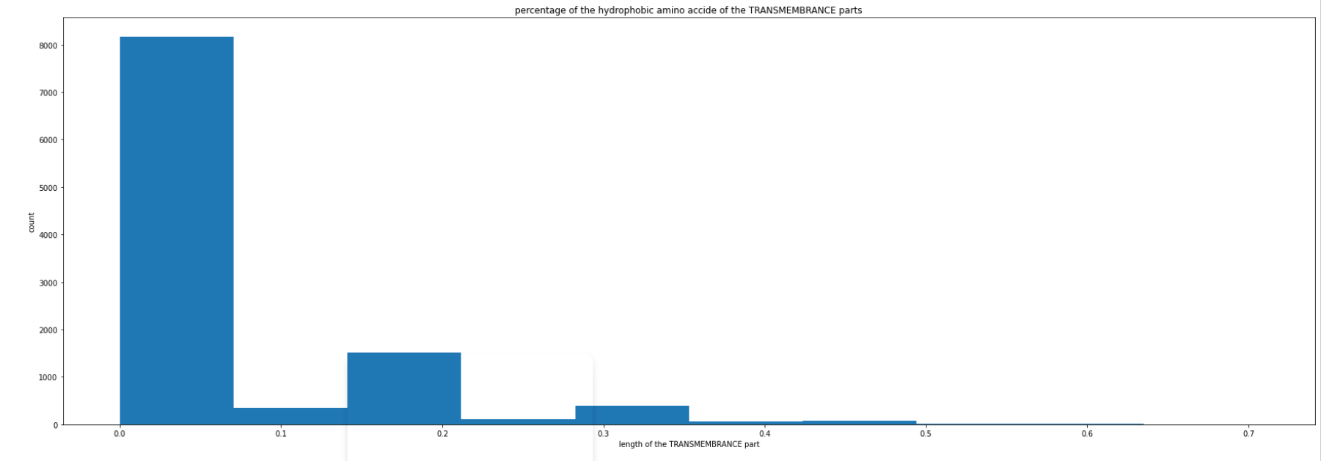 percentage of the hydrophobic amino accide of the TRANSMEMBRANCE parts
8000
7000
6000
5000
4000
3000
2000
1000
0
count
0.0 0.1 0.2 0.3 0.4 0.5 0.6 0.7
length of the TRANSMEMBRANCE part